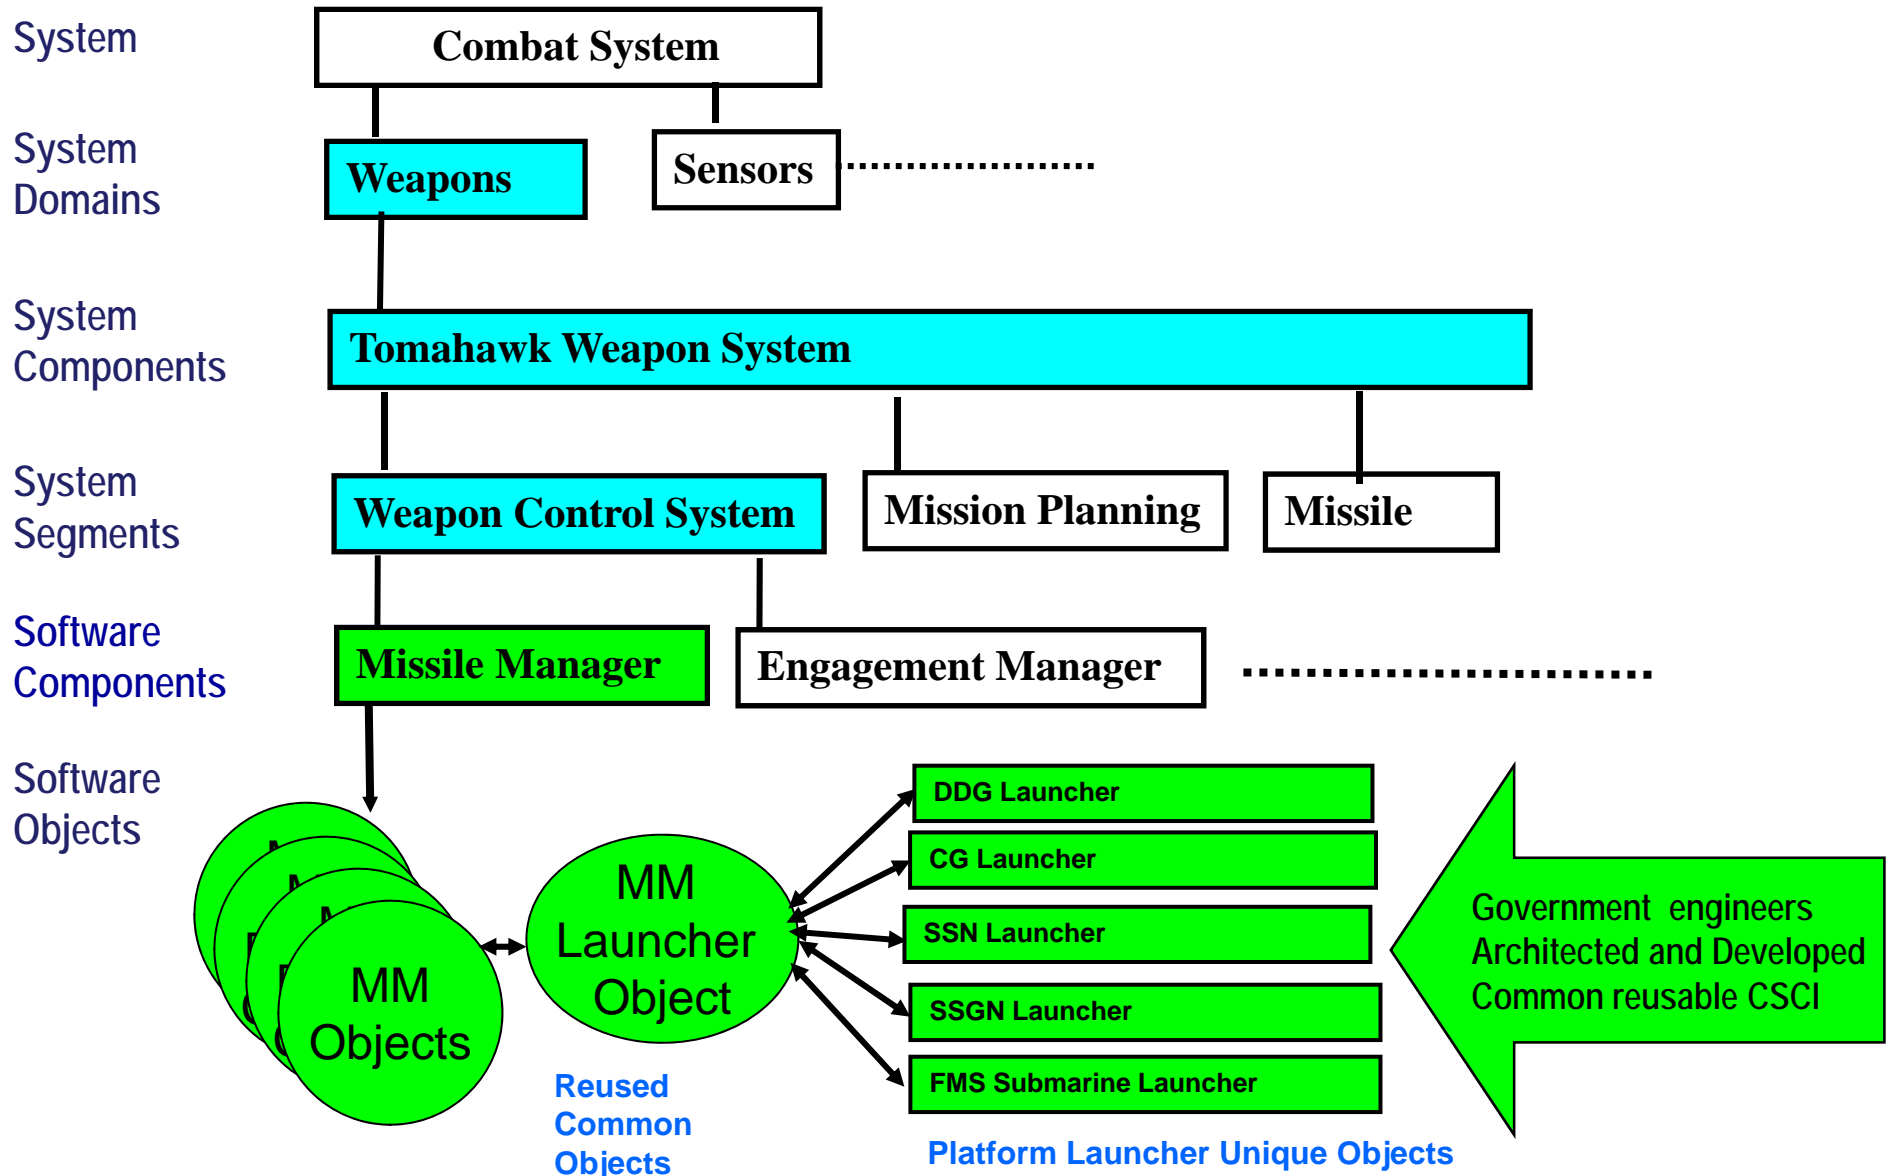 System
Combat System
System
Domains
Weapons
Sensors
System
Components
Tomahawk Weapon System
System
Segments
Weapon Control System
Mission Planning
Missile
Software
Components
Missile Manager
Engagement Manager
Software
Objects
MM
Objects
MM
Launcher
Object
DDG Launcher
CG Launcher
SSN Launcher
SSGN Launcher
FMS Submarine Launcher
Government engineers
Architected and Developed
Common reusable CSCI
Reused
Common
Objects
Platform Launcher Unique Objects